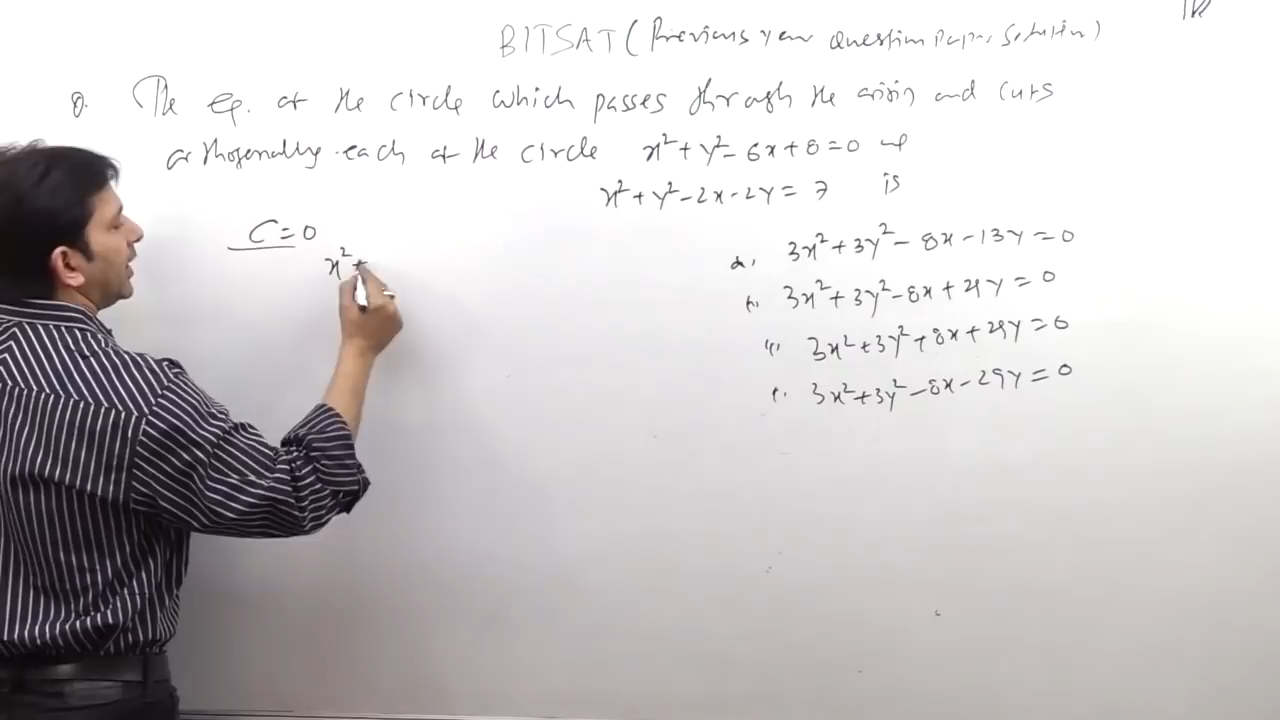 BITSAT (Previous year Question Paper Solution)
Q. The eq. of the circle which passes through the origin and cuts
orthogonally each of the circle x²+y²-6x+8=0 &
x²+y²-2x-2y=7 is
C=0
x²+
a. 3x²+3y²-8x-13y=0
b. 3x²+3y²-8x+29y=0
3x²+3y²+8x+29y=0
3x²+3y²-8x-29y=0